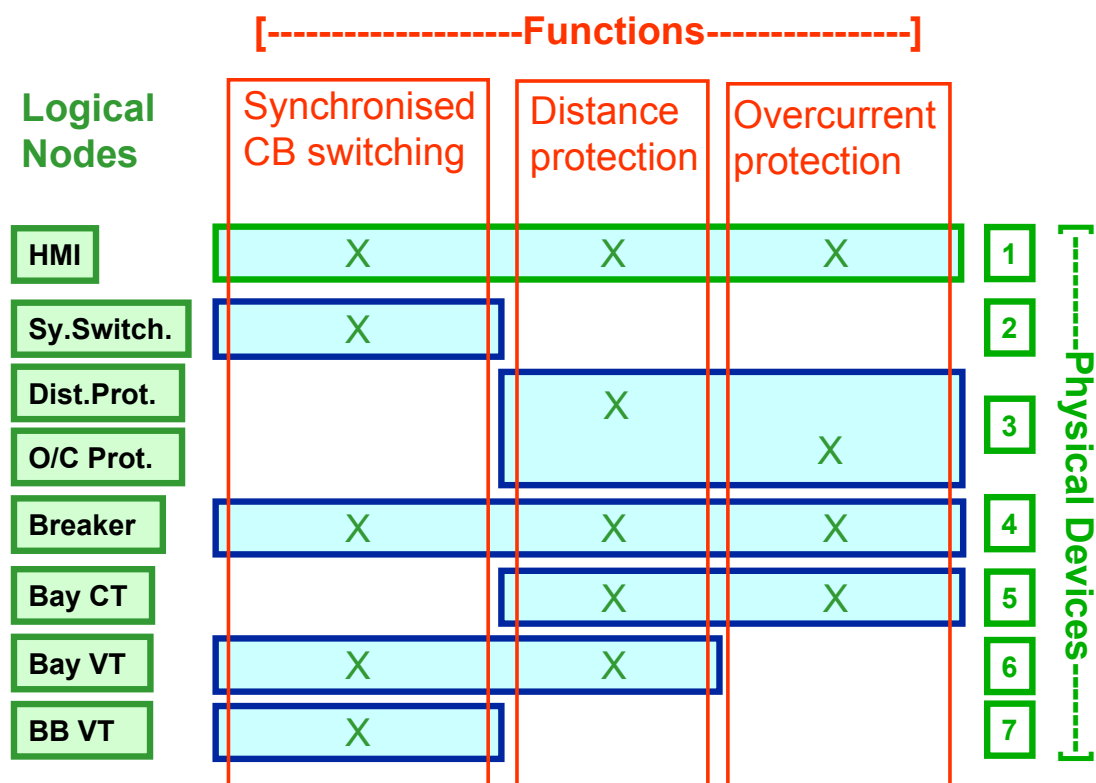 [--------------------Functions----------------]
Logical
Nodes
Synchronised
CB switching
Distance
protection
Overcurrent
protection
HMI X X X 1
Sy.Switch. X 2
Dist.Prot. X
3
O/C Prot. X
Breaker X X X 4
Bay CT X X 5
Bay VT X X 6
BB VT X 7
[----------Physical Devices--------]